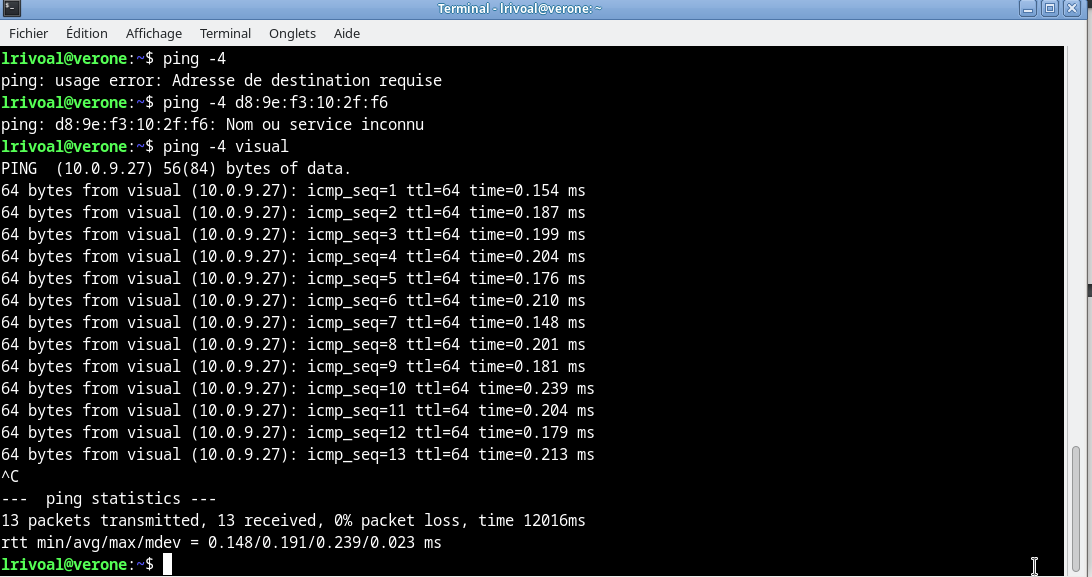 Terminal - lrivoal@verone: ~
Fichier Édition Affichage Terminal Onglets Aide
lrivoal@verone:~$ ping -4
ping: usage error: Adresse de destination requise
lrivoal@verone:~$ ping -4 d8:9e:f3:10:2f:f6
ping: d8:9e:f3:10:2f:f6: Nom ou service inconnu
lrivoal@verone:~$ ping -4 visual
PING  (10.0.9.27) 56(84) bytes of data.
64 bytes from visual (10.0.9.27): icmp_seq=1 ttl=64 time=0.154 ms
64 bytes from visual (10.0.9.27): icmp_seq=2 ttl=64 time=0.187 ms
64 bytes from visual (10.0.9.27): icmp_seq=3 ttl=64 time=0.199 ms
64 bytes from visual (10.0.9.27): icmp_seq=4 ttl=64 time=0.204 ms
64 bytes from visual (10.0.9.27): icmp_seq=5 ttl=64 time=0.176 ms
64 bytes from visual (10.0.9.27): icmp_seq=6 ttl=64 time=0.210 ms
64 bytes from visual (10.0.9.27): icmp_seq=7 ttl=64 time=0.148 ms
64 bytes from visual (10.0.9.27): icmp_seq=8 ttl=64 time=0.201 ms
64 bytes from visual (10.0.9.27): icmp_seq=9 ttl=64 time=0.181 ms
64 bytes from visual (10.0.9.27): icmp_seq=10 ttl=64 time=0.239 ms
64 bytes from visual (10.0.9.27): icmp_seq=11 ttl=64 time=0.204 ms
64 bytes from visual (10.0.9.27): icmp_seq=12 ttl=64 time=0.179 ms
64 bytes from visual (10.0.9.27): icmp_seq=13 ttl=64 time=0.213 ms
^C
---  ping statistics ---
13 packets transmitted, 13 received, 0% packet loss, time 12016ms
rtt min/avg/max/mdev = 0.148/0.191/0.239/0.023 ms
lrivoal@verone:~$